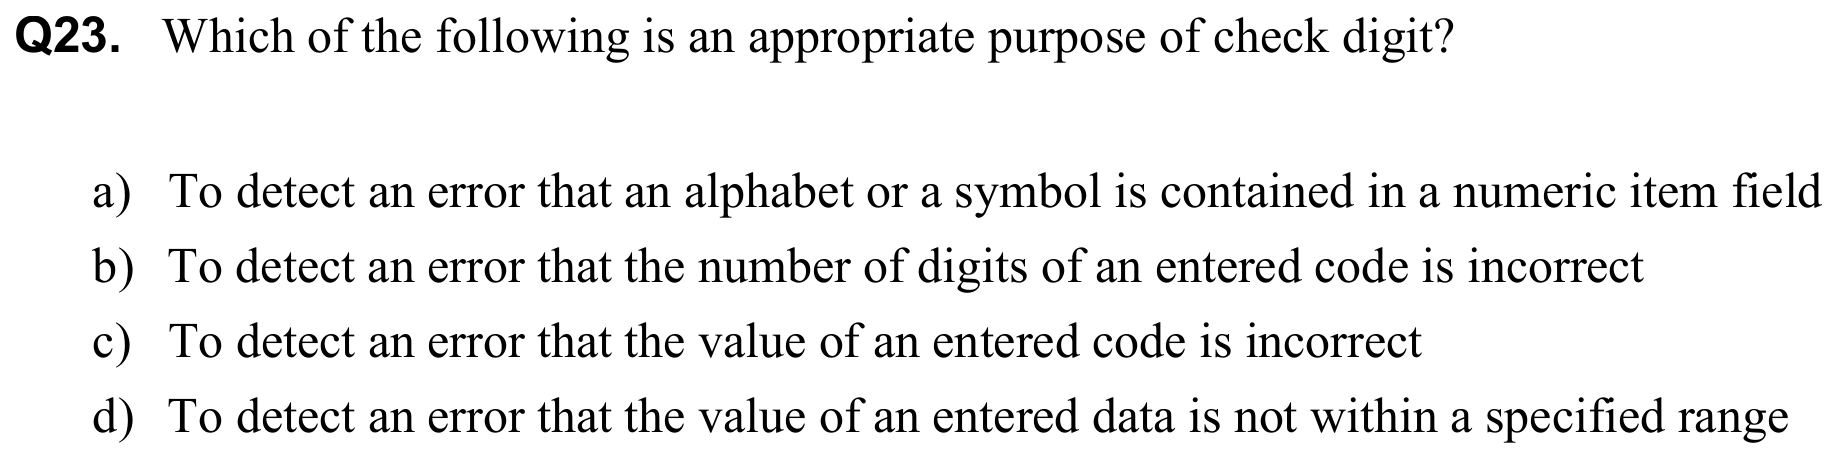 Q23. Which of the following is an appropriate purpose of check digit?
a) To detect an error that an alphabet or a symbol is contained in a numeric item field
b) To detect an error that the number of digits of an entered code is incorrect
c) To detect an error that the value of an entered code is incorrect
d) To detect an error that the value of an entered data is not within a specified range